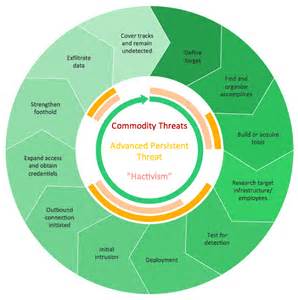 Cover tracks
and remain
undetected
Define
target
Find and
organize
accomplices
Build or acquire
tools
Research target
infrastructure/
employees
Test for
detection
Deployment
Initial
intrusion
Outbound
connection
initiated
Expand access
and obtain
credentials
Strengthen
foothold
Exfiltrate
data
Commodity Threats
Advanced Persistent
Threat
"Hactivism"